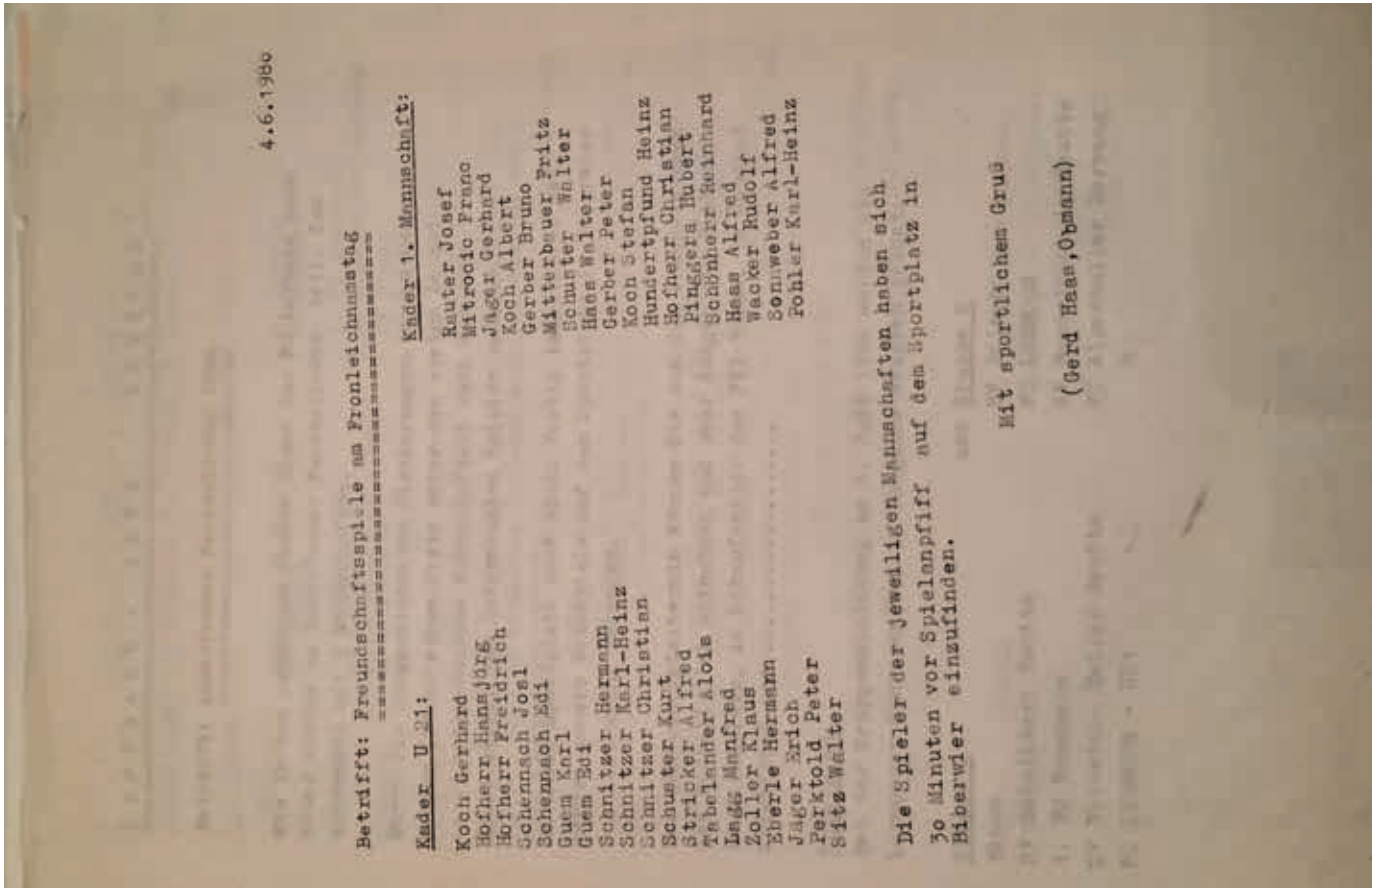 4.6.1980
Betrifft: Freundschaftsspiele am Fronleichnamstag
==========================================
Kader U 21:
Koch Gerhard
Hofherr Hansjörg
Hofherr Freidrich
Schennach Josl
Schennach Edi
Guem Karl
Guem Edi
Schnitzer Hermann
Schnitzer Karl-Heinz
Schnitzer Christian
Schuster Kurt
Stricker Alfred
Tabelander Alois
Lagg Manfred
Zoller Klaus
Eberle Hermann
Jäger Erich
Perktold Peter
Sitz Walter
Kader 1. Mannschaft:
Rauter Josef
Mitrocic Franc
Jäger Gerhard
Koch Albert
Gerber Bruno
Mitterbauer Fritz
Schuster Walter
Haas Walter
Gerber Peter
Koch Stefan
Hundertpfund Heinz
Hofherr Christian
Pinggera Hubert
Schönherr Reinhard
Haas Alfred
Wacker Rudolf
Sonnweber Alfred
Pohler Karl-Heinz
Die Spieler der jeweiligen Mannschaften haben sich
3o Minuten vor Spielanpfiff auf dem Sportplatz in
Biberwier einzufinden.
Mit sportlichem Gruß
(Gerd Haas,Obmann)